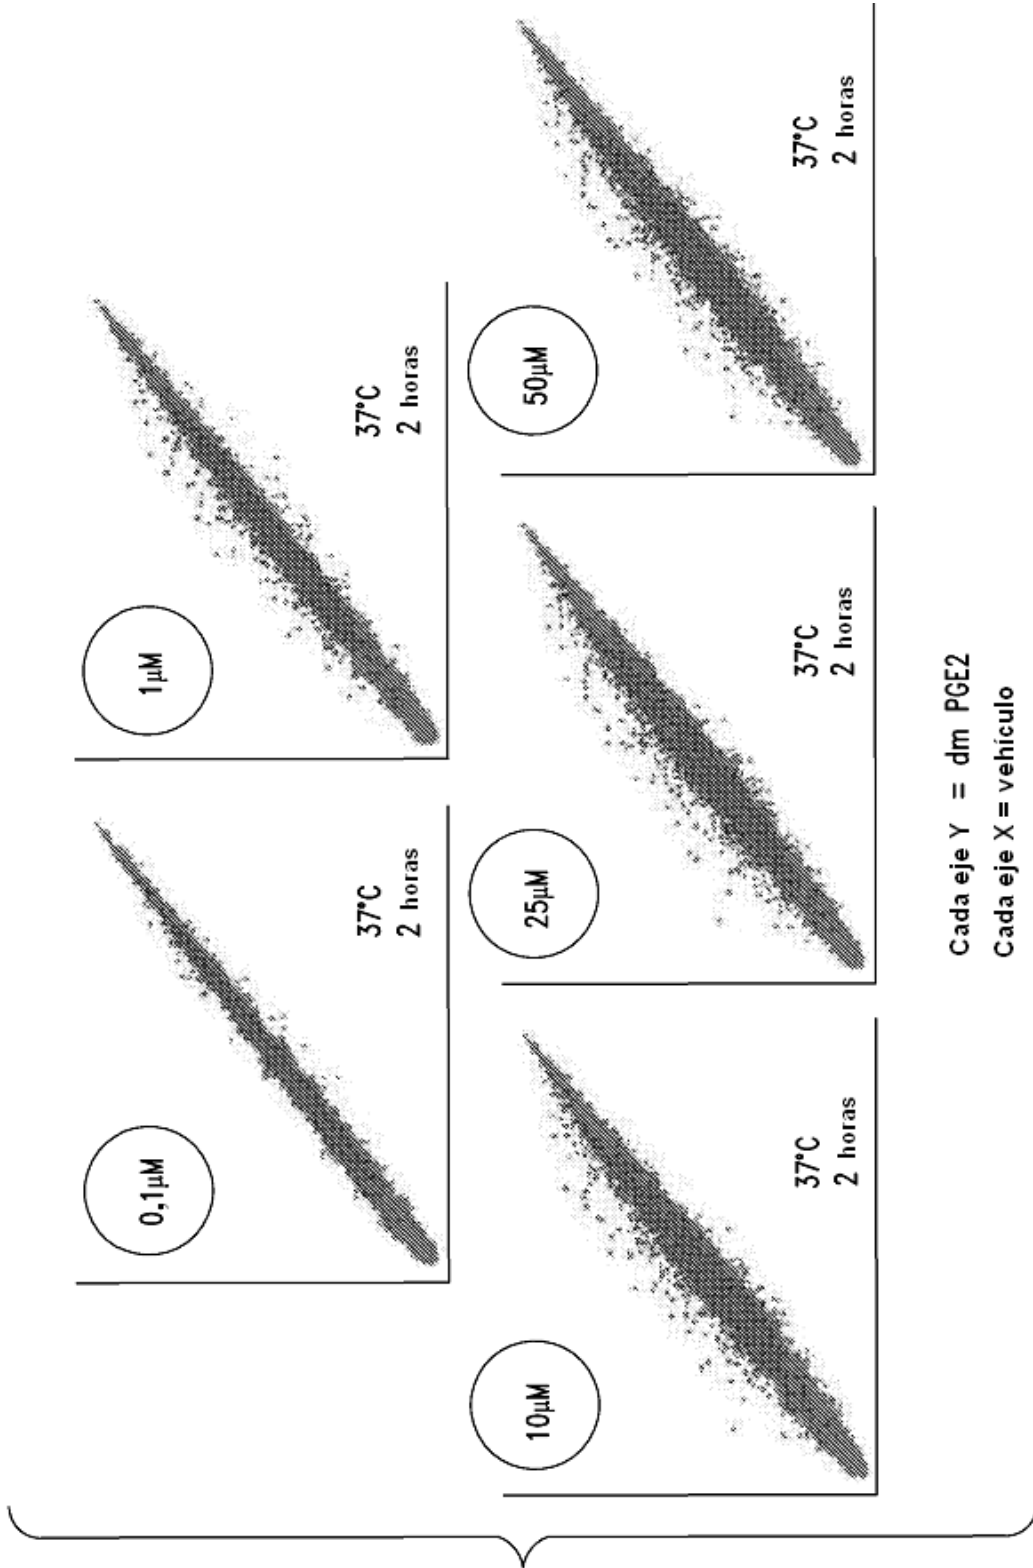 0,1µM
37°C
2 horas
1µM
37°C
2 horas
10µM
37°C
2 horas
25µM
37°C
2 horas
50µM
37°C
2 horas
Cada eje Y = dm PGE2
Cada eje X = vehículo